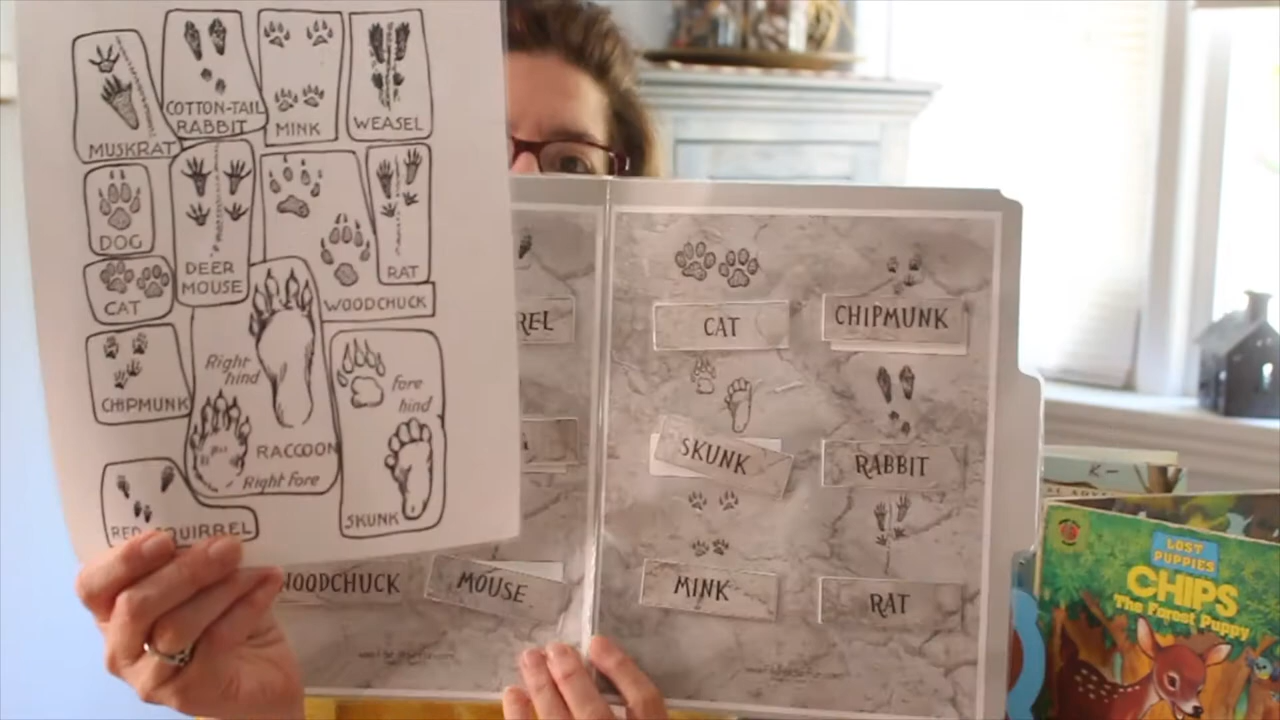 MUSKRAT
COTTON-TAIL
RABBIT
MINK
WEASEL
DOG
DEER
MOUSE
WOODCHUCK
RAT
CAT
CHIPMUNK
Right
hind
RACCOON
Right fore
fore
hind
SKUNK
RED SQUIRREL
REL
WOODCHUCK
MOUSE
CAT
CHIPMUNK
SKUNK
RABBIT
MINK
RAT
K-
LOST
PUPPIES
CHIPS
The Forest Puppy